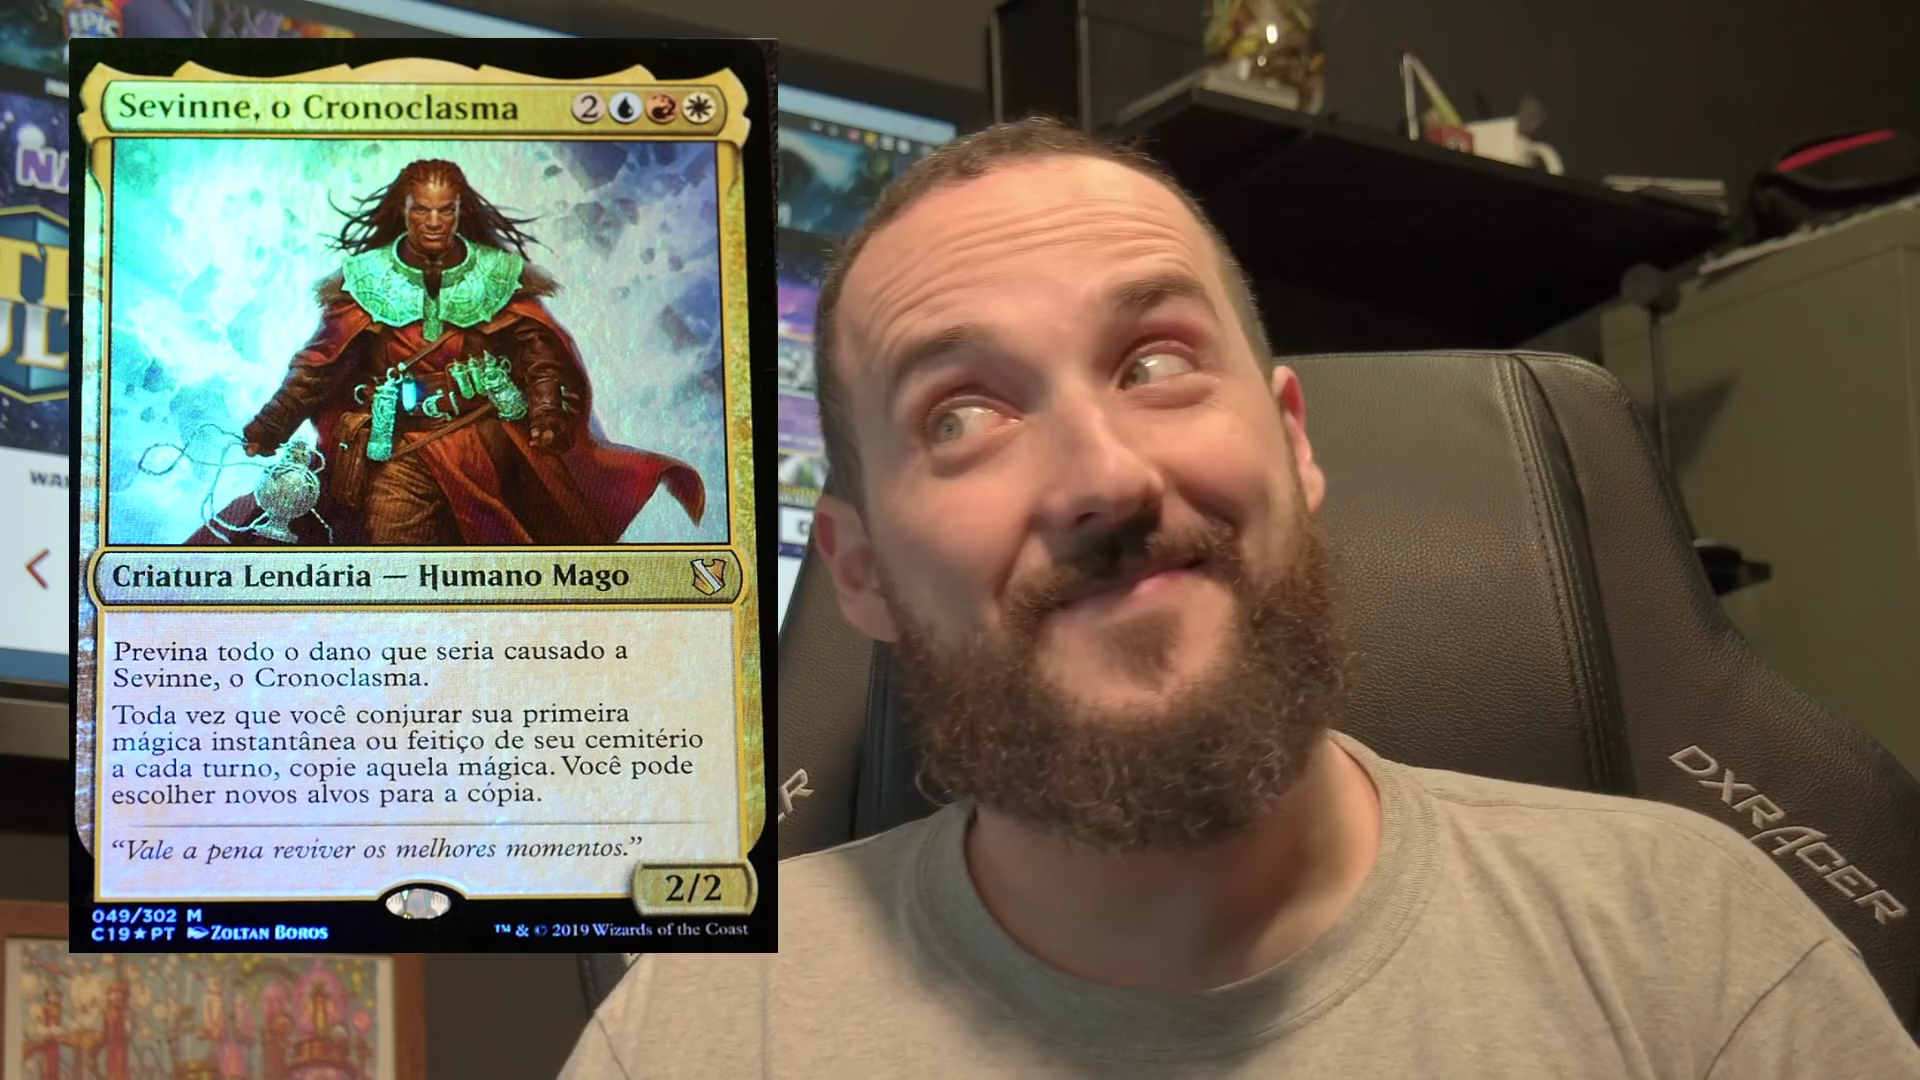 EPIC
Sevinne, o Cronoclasma
2
Criatura Lendária — Humano Mago
Previna todo o dano que seria causado a
Sevinne, o Cronoclasma.
Toda vez que você conjurar sua primeira
mágica instantânea ou feitiço de seu cemitério
a cada turno, copie aquela mágica. Você pode
escolher novos alvos para a cópia.
“Vale a pena reviver os melhores momentos.”
2/2
049/302 M
C19★PT ZOLTAN BOROS
™ & © 2019 Wizards of the Coast
DXRACER